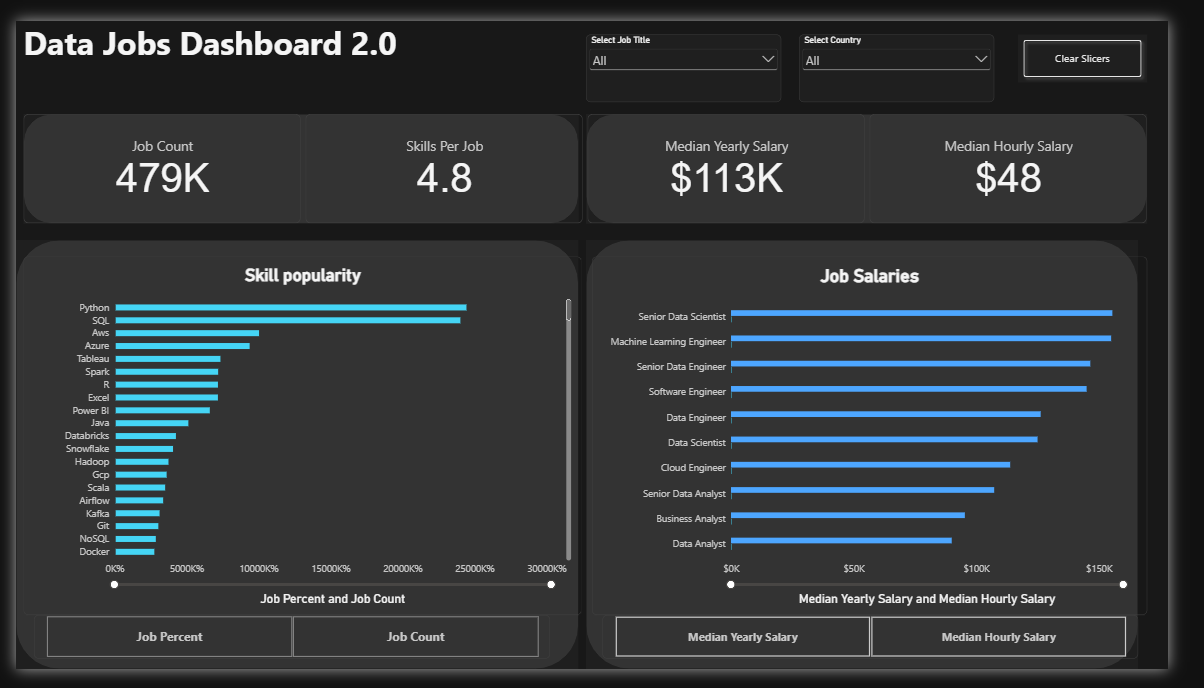 Data Jobs Dashboard 2.0
Select Job Title
All
Select Country
All
Clear Slicers
Job Count
479K
Skills Per Job
4.8
Median Yearly Salary
$113K
Median Hourly Salary
$48
Skill popularity
Python
SQL
Aws
Azure
Tableau
Spark
R
Excel
Power BI
Java
Databricks
Snowflake
Hadoop
Gcp
Scala
Airflow
Kafka
Git
NoSQL
Docker
0K% 5000K% 10000K% 15000K% 20000K% 25000K% 30000K%
Job Percent and Job Count
Job Percent
Job Count
Job Salaries
Senior Data Scientist
Machine Learning Engineer
Senior Data Engineer
Software Engineer
Data Engineer
Data Scientist
Cloud Engineer
Senior Data Analyst
Business Analyst
Data Analyst
$0K $50K $100K $150K
Median Yearly Salary and Median Hourly Salary
Median Yearly Salary
Median Hourly Salary